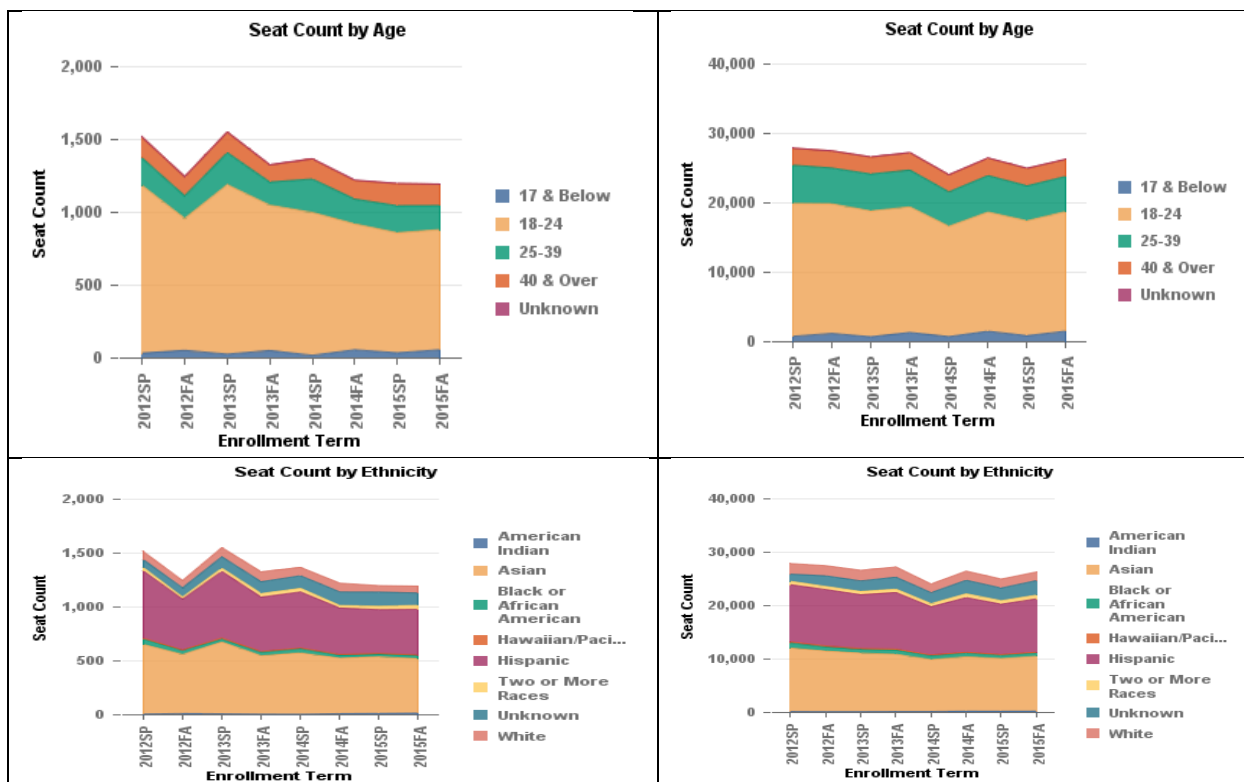 Seat Count by Age
2,000
1,500
1,000
500
0
Seat Count
2012SP
2012FA
2013SP
2013FA
2014SP
2014FA
2015SP
2015FA
Enrollment Term
17 & Below
18-24
25-39
40 & Over
Unknown
Seat Count by Age
40,000
30,000
20,000
10,000
0
Seat Count
2012SP
2012FA
2013SP
2013FA
2014SP
2014FA
2015SP
2015FA
Enrollment Term
17 & Below
18-24
25-39
40 & Over
Unknown
Seat Count by Ethnicity
2,000
1,500
1,000
500
0
Seat Count
2012SP
2012FA
2013SP
2013FA
2014SP
2014FA
2015SP
2015FA
Enrollment Term
American
Indian
Asian
Black or
African
American
Hawaiian/Paci...
Hispanic
Two or More
Races
Unknown
White
Seat Count by Ethnicity
40,000
30,000
20,000
10,000
0
Seat Count
2012SP
2012FA
2013SP
2013FA
2014SP
2014FA
2015SP
2015FA
Enrollment Term
American
Indian
Asian
Black or
African
American
Hawaiian/Paci...
Hispanic
Two or More
Races
Unknown
White